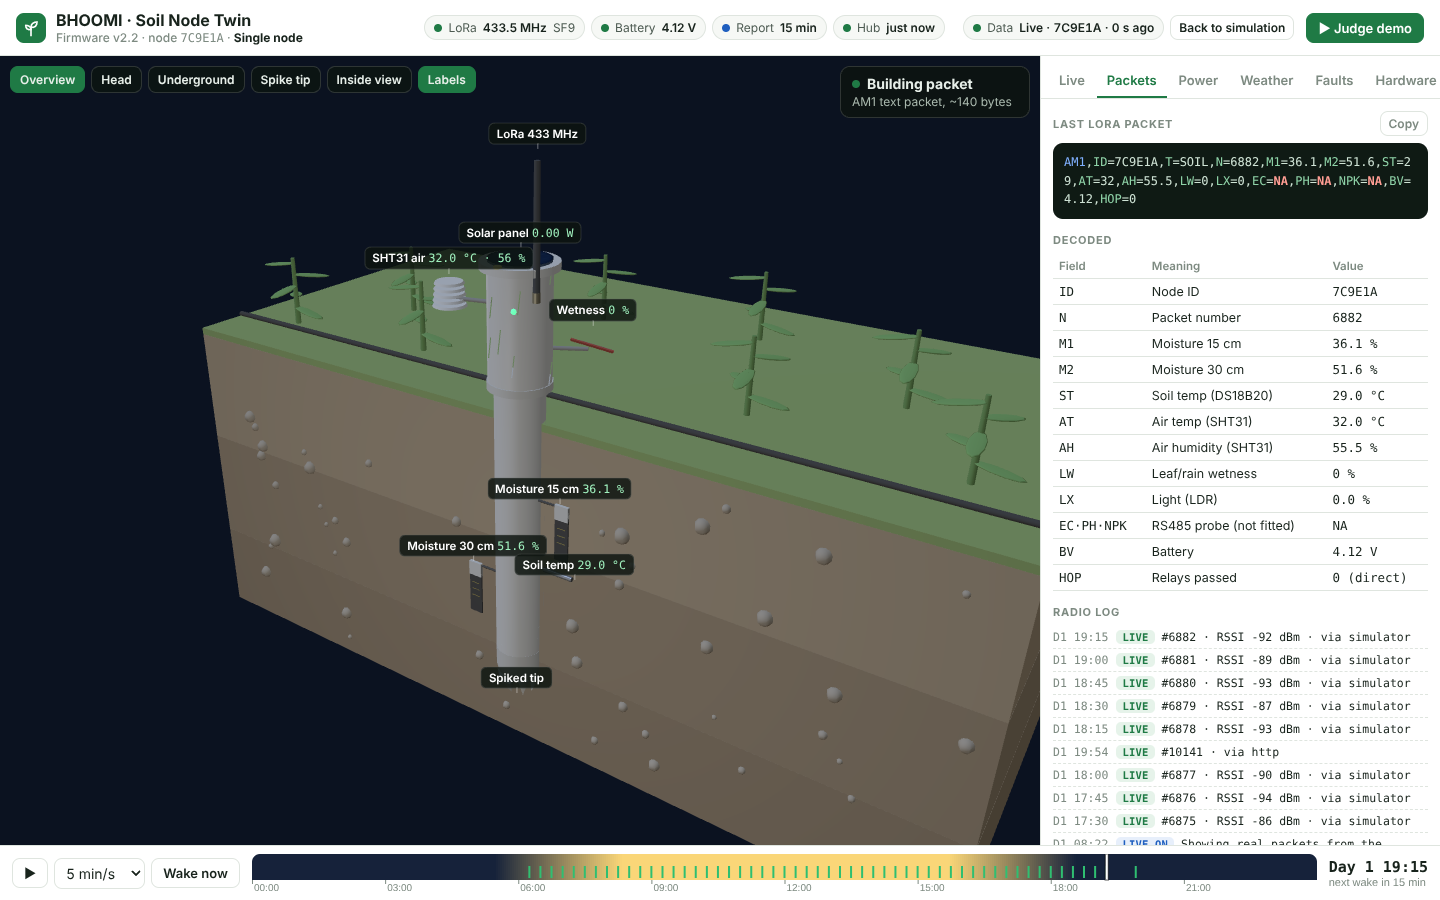 BHOOMI · Soil Node Twin
Firmware v2.2 · node 7C9E1A · Single node
LoRa 433.5 MHz SF9
Battery 4.12 V
Report 15 min
Hub just now
Data Live · 7C9E1A · 0 s ago
Back to simulation
▶ Judge demo
Overview
Head
Underground
Spike tip
Inside view
Labels
Building packet
AM1 text packet, ~140 bytes
LoRa 433 MHz
Solar panel 0.00 W
SHT31 air 32.0 °C · 56 %
Wetness 0 %
Moisture 15 cm 36.1 %
Moisture 30 cm 51.6 %
Soil temp 29.0 °C
Spiked tip
Live Packets Power Weather Faults Hardware
LAST LORA PACKET
Copy
AM1,ID=7C9E1A,T=SOIL,N=6882,M1=36.1,M2=51.6,ST=2
9,AT=32,AH=55.5,LW=0,LX=0,EC=NA,PH=NA,NPK=NA,BV=
4.12,HOP=0
DECODED
Field Meaning Value
ID Node ID 7C9E1A
N Packet number 6882
M1 Moisture 15 cm 36.1 %
M2 Moisture 30 cm 51.6 %
ST Soil temp (DS18B20) 29.0 °C
AT Air temp (SHT31) 32.0 °C
AH Air humidity (SHT31) 55.5 %
LW Leaf/rain wetness 0 %
LX Light (LDR) 0.0 %
EC·PH·NPK RS485 probe (not fitted) NA
BV Battery 4.12 V
HOP Relays passed 0 (direct)
RADIO LOG
D1 19:15 LIVE #6882 · RSSI -92 dBm · via simulator
D1 19:00 LIVE #6881 · RSSI -89 dBm · via simulator
D1 18:45 LIVE #6880 · RSSI -93 dBm · via simulator
D1 18:30 LIVE #6879 · RSSI -87 dBm · via simulator
D1 18:15 LIVE #6878 · RSSI -93 dBm · via simulator
D1 19:54 LIVE #10141 · via http
D1 18:00 LIVE #6877 · RSSI -90 dBm · via simulator
D1 17:45 LIVE #6876 · RSSI -94 dBm · via simulator
D1 17:30 LIVE #6875 · RSSI -86 dBm · via simulator
D1 08:22 LIVE ON Showing real packets from the
▶
5 min/s
Wake now
00:00 03:00 06:00 09:00 12:00 15:00 18:00 21:00
Day 1 19:15
next wake in 15 min